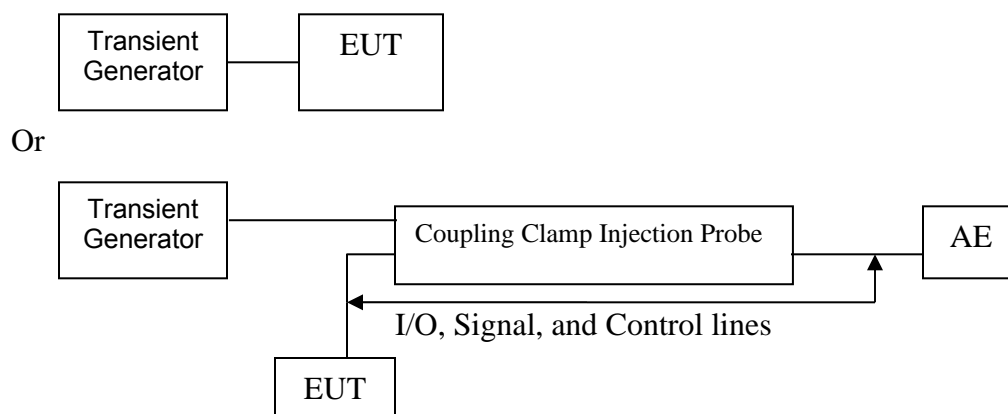 Transient
Generator
EUT
Or
Transient
Generator
Coupling Clamp Injection Probe
AE
I/O, Signal, and Control lines
EUT